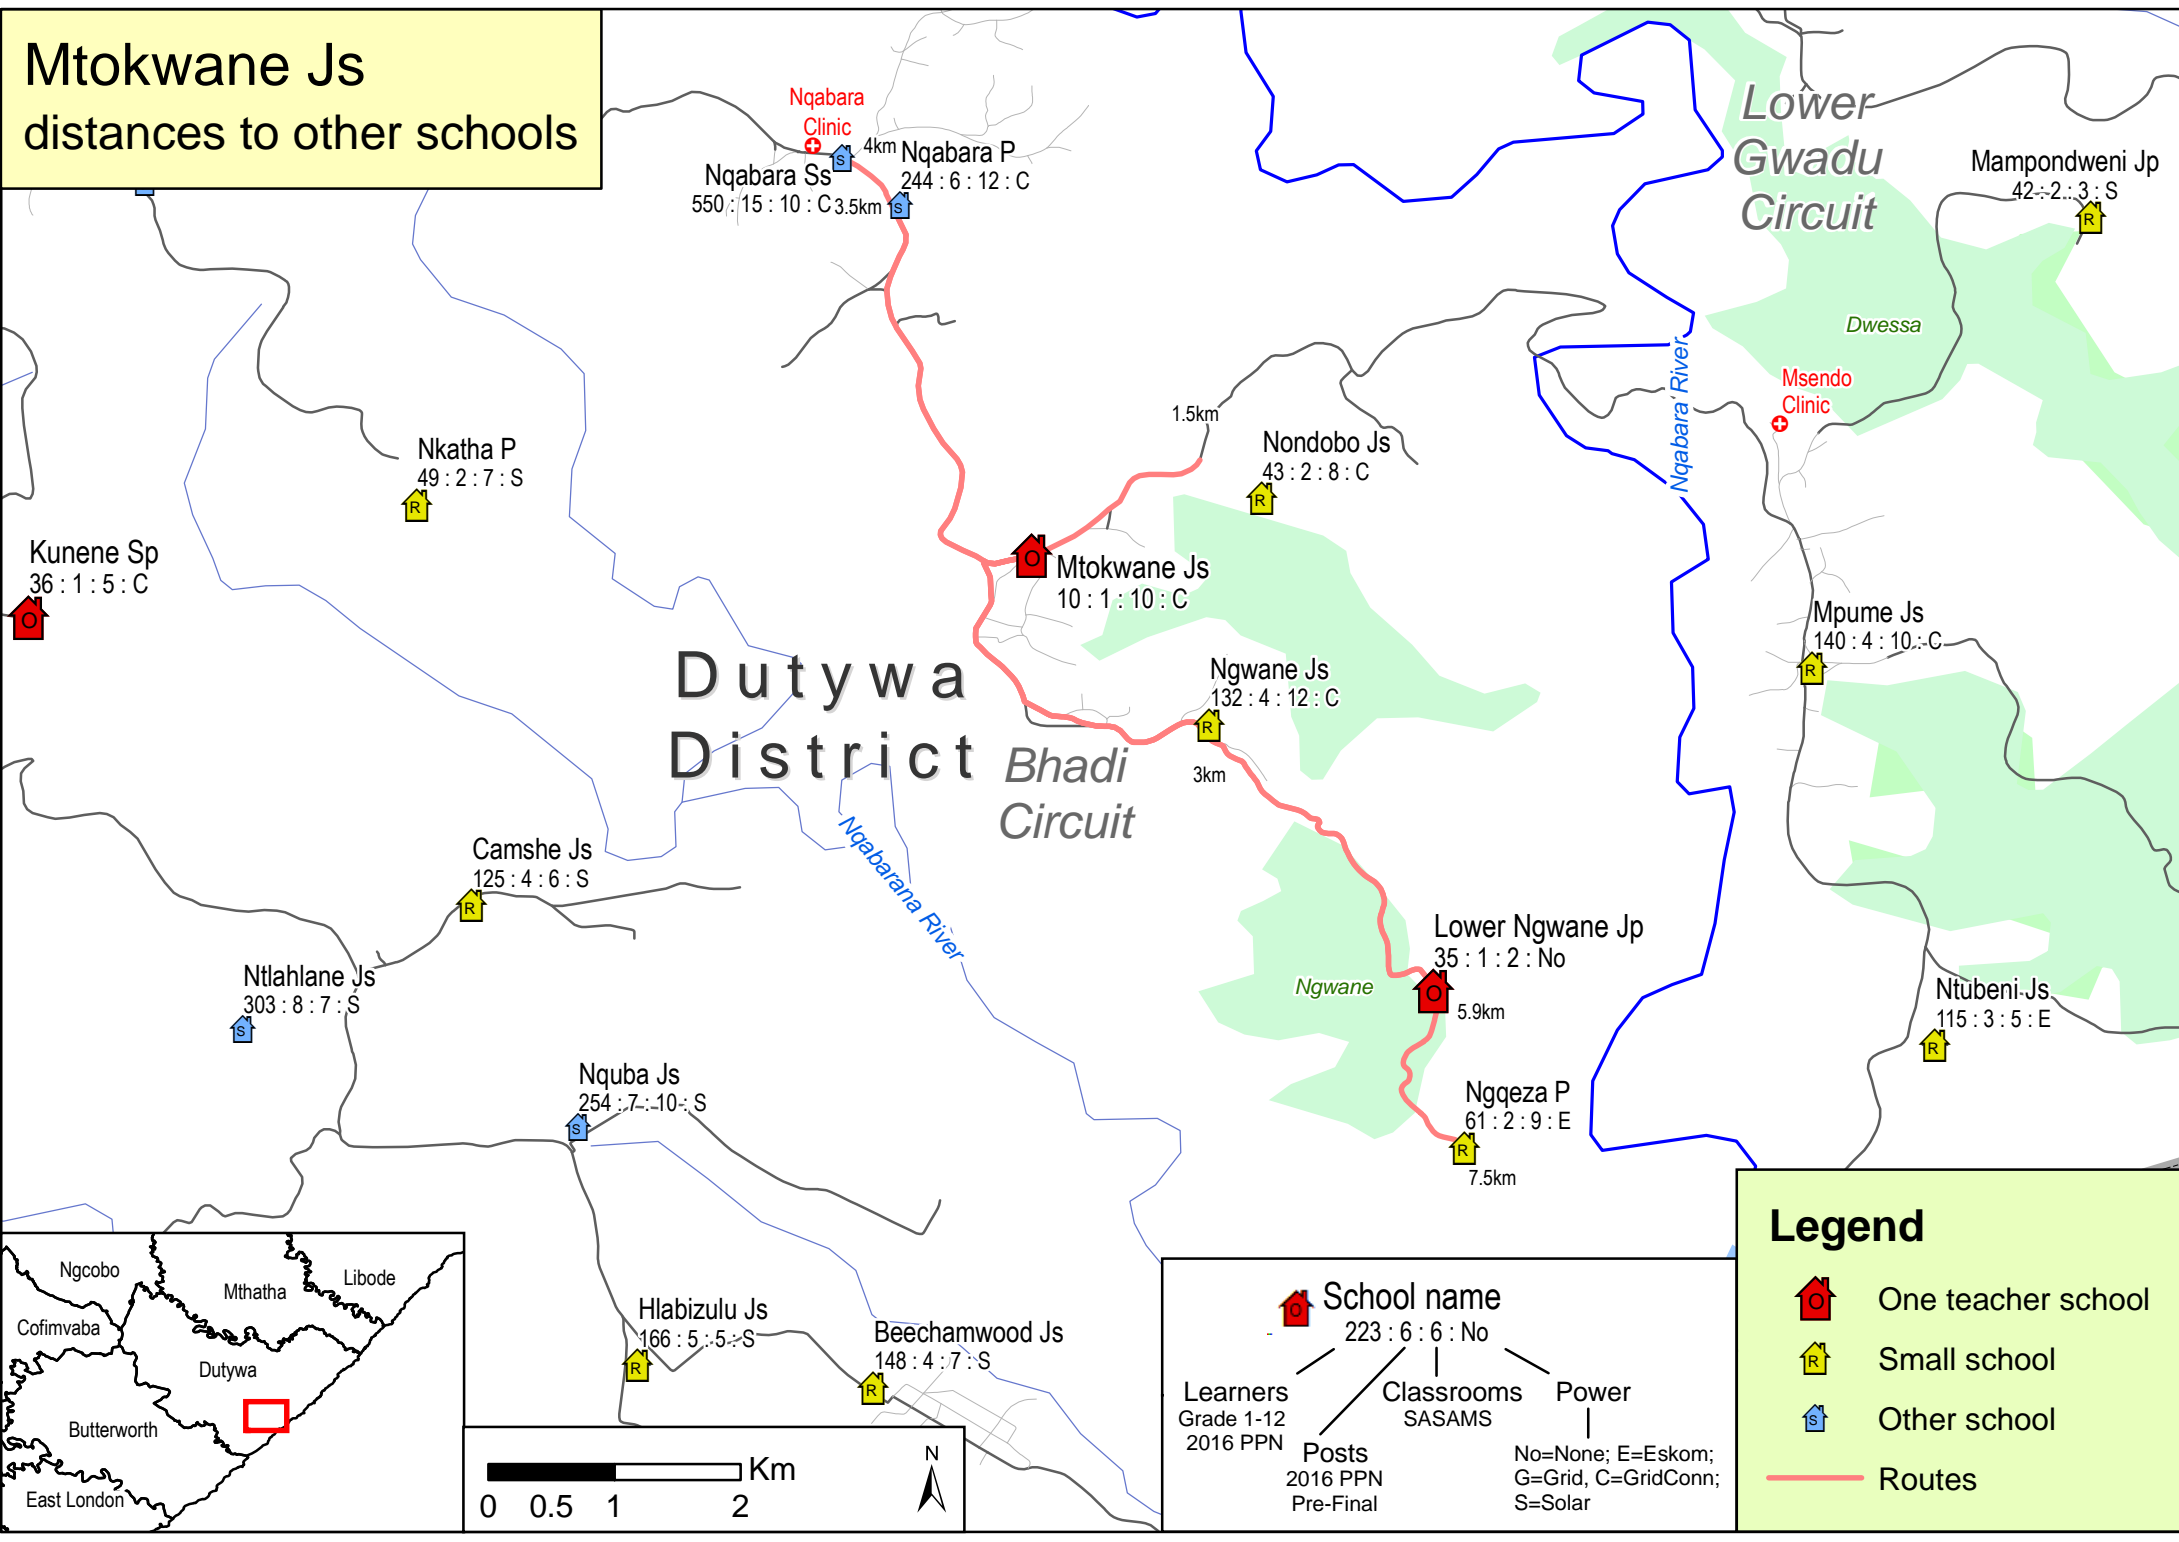 Mtokwane Js
distances to other schools
Nqabara
Clinic
4km
Nqabara P
244 : 6 : 12 : C
Nqabara Ss
550 : 15 : 10 : C
3.5km
Lower
Gwadu
Circuit
Mampondweni Jp
42 : 2 : 3 : S
Dwessa
Nqabara River
Msendo
Clinic
1.5km
Nkatha P
49 : 2 : 7 : S
Nondobo Js
43 : 2 : 8 : C
Kunene Sp
36 : 1 : 5 : C
Mtokwane Js
10 : 1 : 10 : C
Mpume Js
140 : 4 : 10 : C
Dutywa
District
Ngwane Js
132 : 4 : 12 : C
3km
Bhadi
Circuit
Nqabarana River
Camshe Js
125 : 4 : 6 : S
Lower Ngwane Jp
35 : 1 : 2 : No
5.9km
Ngwane
Ntlahlane Js
303 : 8 : 7 : S
Ntubeni Js
115 : 3 : 5 : E
Nquba Js
254 : 7 : 10 : S
Ngqeza P
61 : 2 : 9 : E
7.5km
Hlabizulu Js
166 : 5 : 5 : S
Beechamwood Js
148 : 4 : 7 : S
Ngcobo
Mthatha
Libode
Cofimvaba
Dutywa
Butterworth
East London
Km
0 0.5 1 2
N
O School name
223 : 6 : 6 : No
Learners
Grade 1-12
2016 PPN
Posts
2016 PPN
Pre-Final
Classrooms
SASAMS
Power
No=None; E=Eskom;
G=Grid, C=GridConn;
S=Solar
Legend
O One teacher school
R Small school
S Other school
Routes